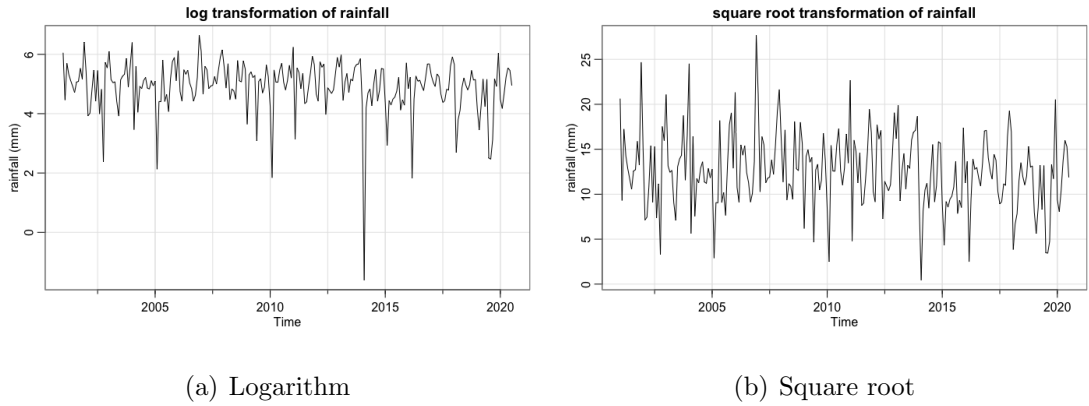 log transformation of rainfall
rainfall (mm)
6
4
2
0
2005 2010 2015 2020
Time
(a) Logarithm
square root transformation of rainfall
rainfall (mm)
25
20
15
10
5
0
2005 2010 2015 2020
Time
(b) Square root